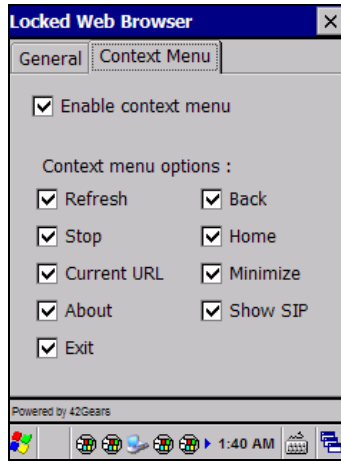 Locked Web Browser
General Context Menu
Enable context menu
Context menu options :
Refresh Back
Stop Home
Current URL Minimize
About Show SIP
Exit
Powered by 42Gears
1:40 AM